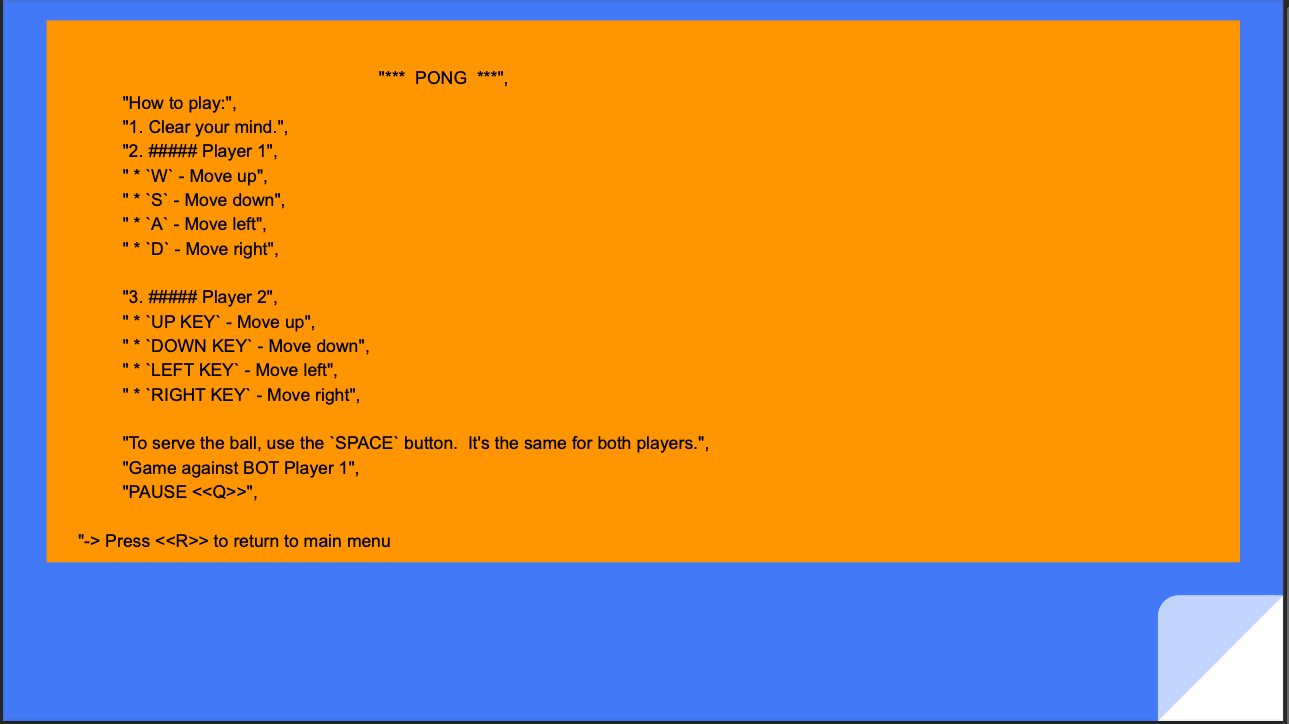 "***  PONG  ***",
"How to play:",
"1. Clear your mind.",
"2. ##### Player 1",
" * `W` - Move up",
" * `S` - Move down",
" * `A` - Move left",
" * `D` - Move right",
"3. ##### Player 2",
" * `UP KEY` - Move up",
" * `DOWN KEY` - Move down",
" * `LEFT KEY` - Move left",
" * `RIGHT KEY` - Move right",
"To serve the ball, use the `SPACE` button.  It's the same for both players.",
"Game against BOT Player 1",
"PAUSE <<Q>>",
"-> Press <<R>> to return to main menu